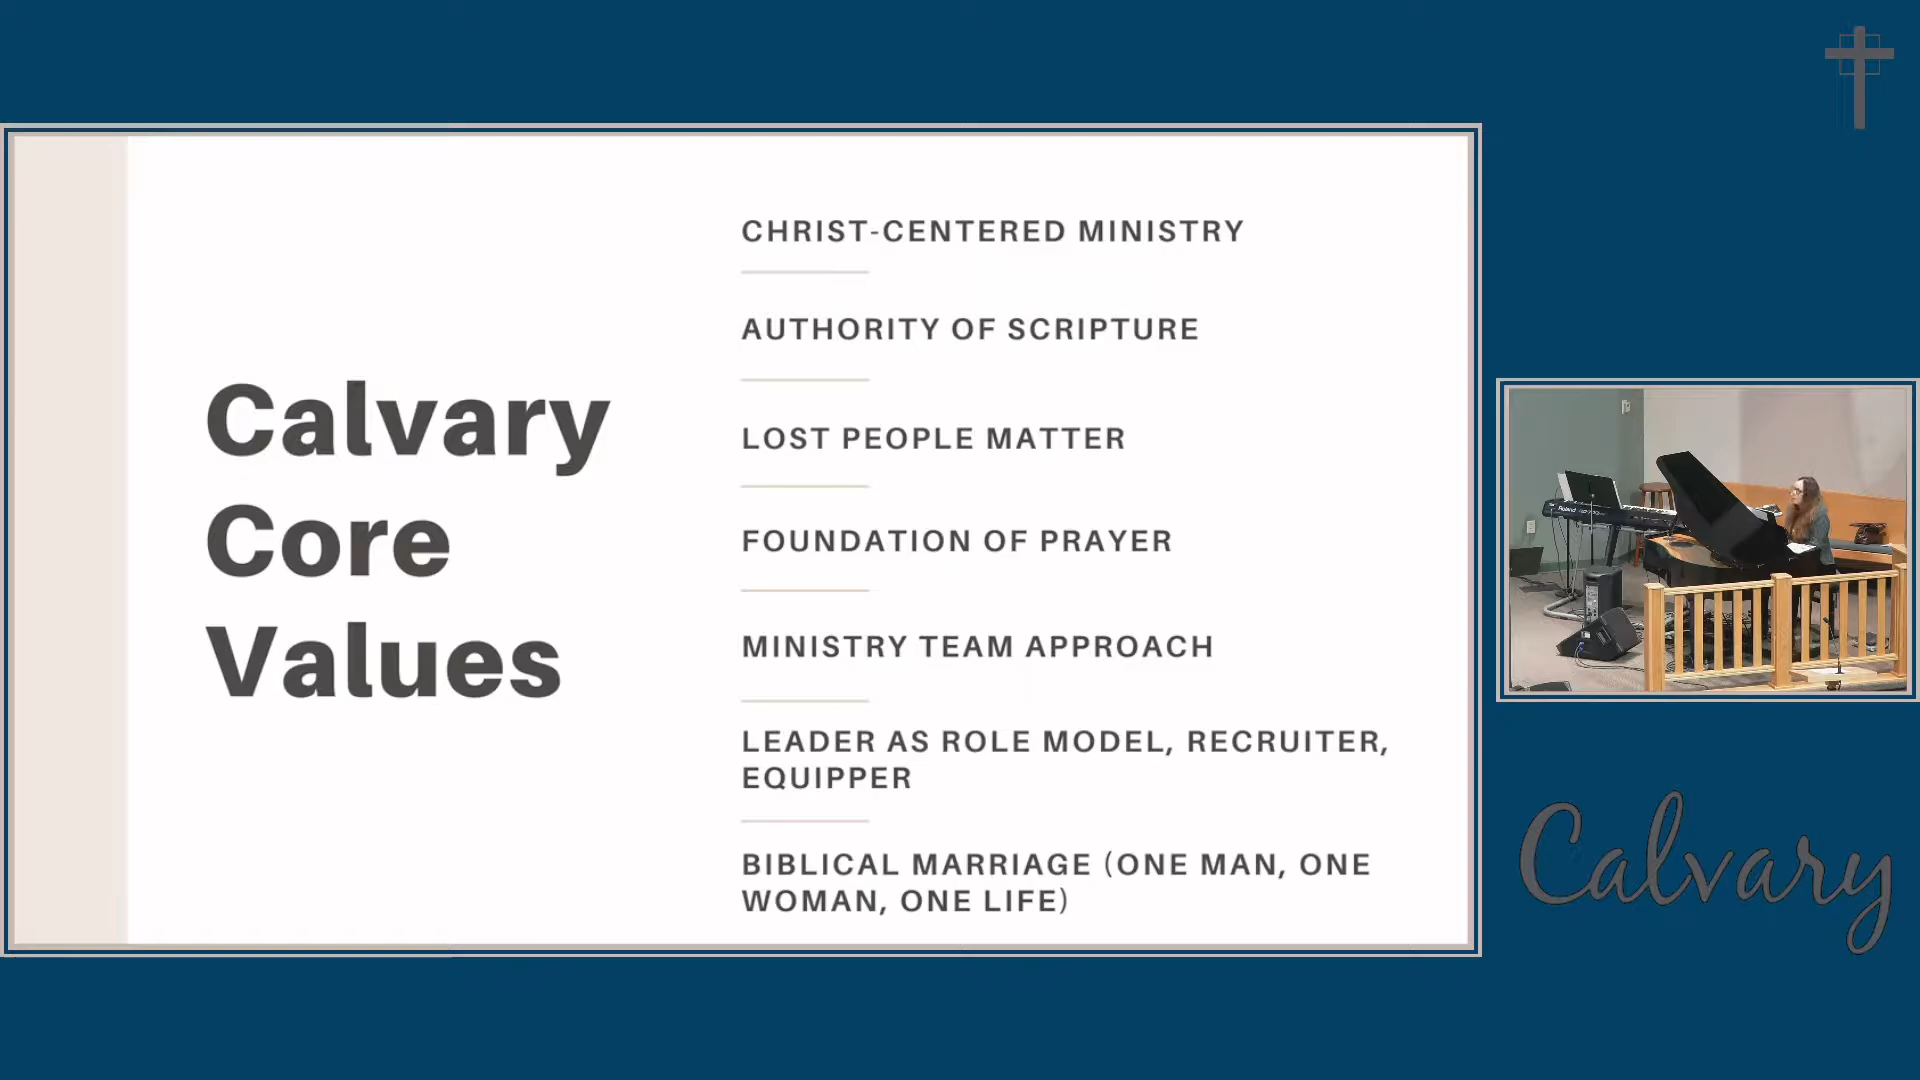 Calvary
Core
Values
CHRIST-CENTERED MINISTRY
AUTHORITY OF SCRIPTURE
LOST PEOPLE MATTER
FOUNDATION OF PRAYER
MINISTRY TEAM APPROACH
LEADER AS ROLE MODEL, RECRUITER,
EQUIPPER
BIBLICAL MARRIAGE (ONE MAN, ONE
WOMAN, ONE LIFE)
Roland
Calvary